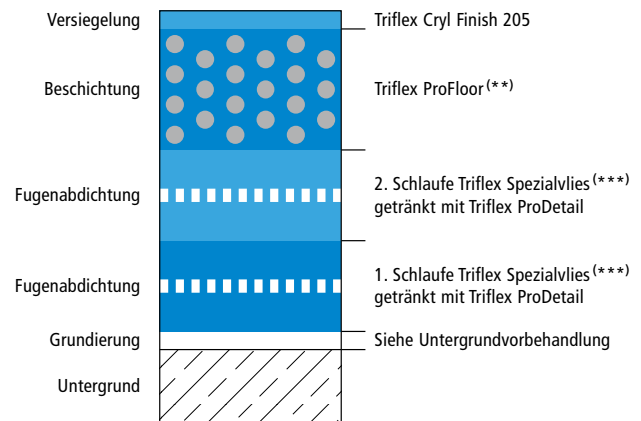 Versiegelung
Triflex Cryl Finish 205
Beschichtung
Triflex ProFloor(**)
Fugenabdichtung
2. Schlaufe Triflex Spezialvlies(***)
getränkt mit Triflex ProDetail
Fugenabdichtung
1. Schlaufe Triflex Spezialvlies(***)
getränkt mit Triflex ProDetail
Grundierung
Siehe Untergrundvorbehandlung
Untergrund